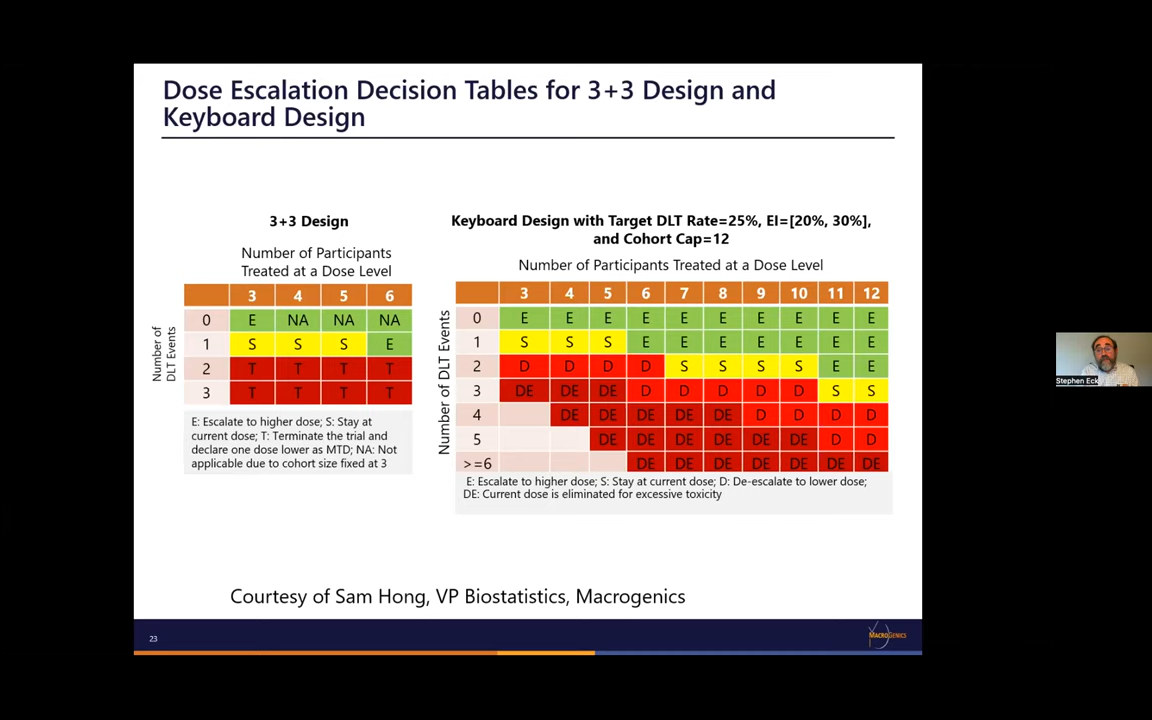 Dose Escalation Decision Tables for 3+3 Design and
Keyboard Design
3+3 Design
Number of Participants
Treated at a Dose Level
Number of
DLT Events
3 4 5 6
0 E NA NA NA
1 S S S E
2 T T T T
3 T T T T
E: Escalate to higher dose; S: Stay at
current dose; T: Terminate the trial and
declare one dose lower as MTD; NA: Not
applicable due to cohort size fixed at 3
Keyboard Design with Target DLT Rate=25%, EI=[20%, 30%],
and Cohort Cap=12
Number of Participants Treated at a Dose Level
Number of DLT Events
3 4 5 6 7 8 9 10 11 12
0 E E E E E E E E E E
1 S S S E E E E E E E
2 D D D D S S S S E E
3 DE DE DE D D D D D S S
4 DE DE DE DE DE D D D D
5 DE DE DE DE DE DE D D
>=6 DE DE DE DE DE DE DE
E: Escalate to higher dose; S: Stay at current dose; D: De-escalate to lower dose;
DE: Current dose is eliminated for excessive toxicity
Courtesy of Sam Hong, VP Biostatistics, Macrogenics
23
MACROGENICS
Stephen Eck